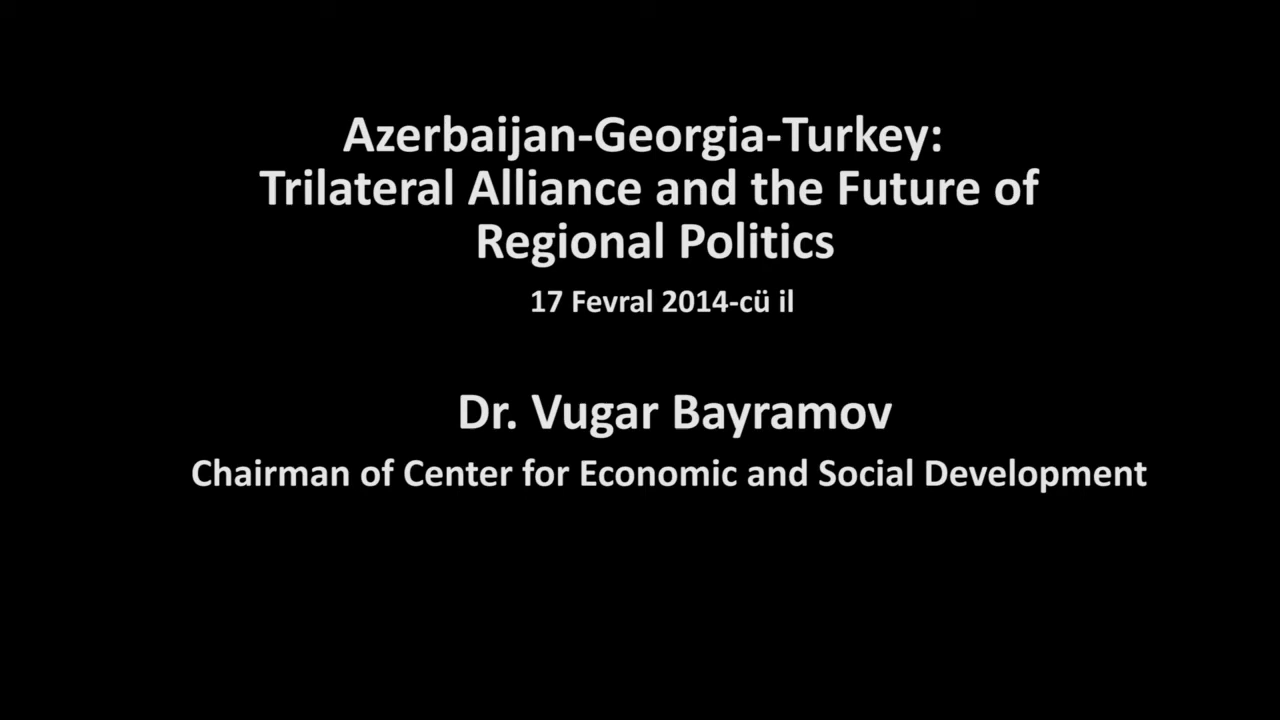 Azerbaijan-Georgia-Turkey:
Trilateral Alliance and the Future of
Regional Politics
17 Fevral 2014-cü il
Dr. Vugar Bayramov
Chairman of Center for Economic and Social Development